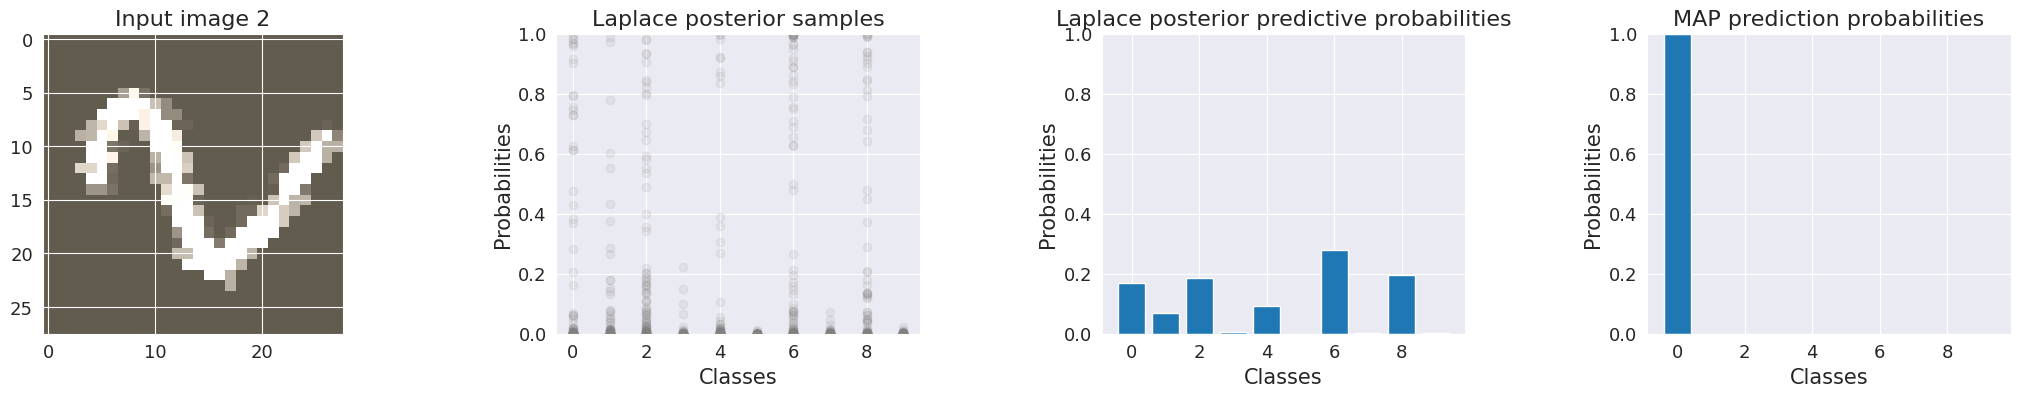 Input image 2
0
5
10
15
20
25
0 10 20
Laplace posterior samples
Probabilities
1.0
0.8
0.6
0.4
0.2
0.0
0 2 4 6 8
Classes
Laplace posterior predictive probabilities
Probabilities
1.0
0.8
0.6
0.4
0.2
0.0
0 2 4 6 8
Classes
MAP prediction probabilities
Probabilities
1.0
0.8
0.6
0.4
0.2
0.0
0 2 4 6 8
Classes